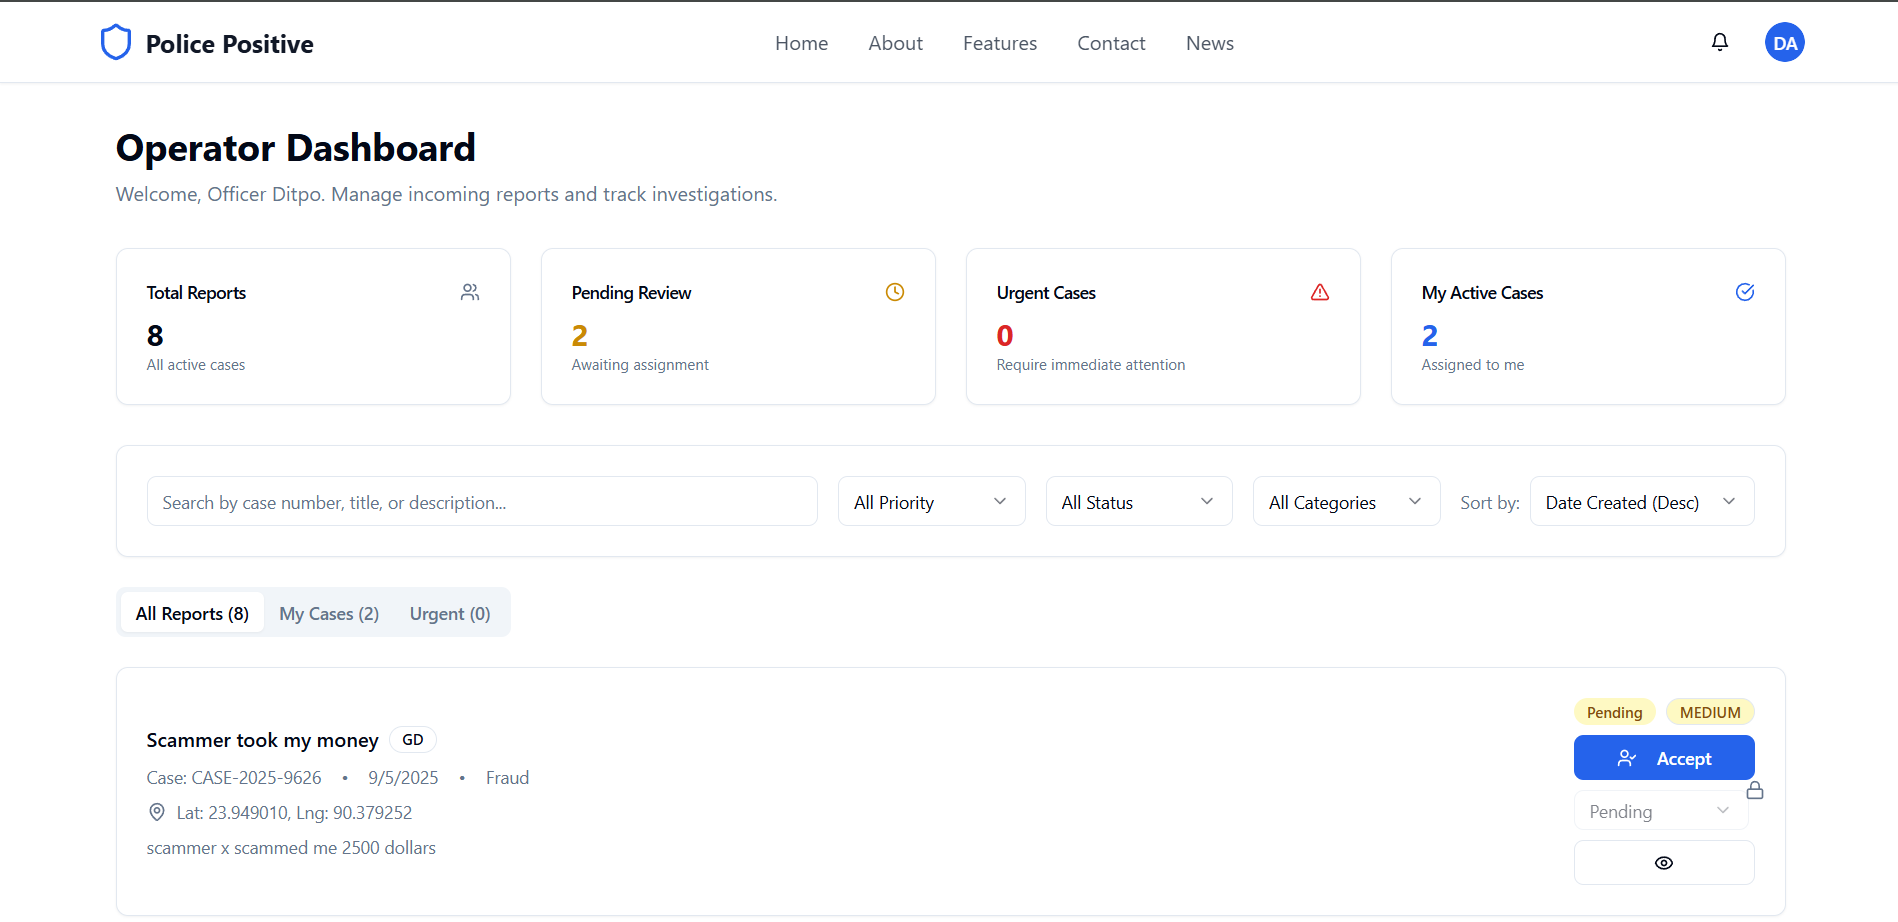 Police Positive
Home About Features Contact News
DA
Operator Dashboard
Welcome, Officer Ditpo. Manage incoming reports and track investigations.
Total Reports
8
All active cases
Pending Review
2
Awaiting assignment
Urgent Cases
0
Require immediate attention
My Active Cases
2
Assigned to me
Search by case number, title, or description...
All Priority
All Status
All Categories
Sort by:
Date Created (Desc)
All Reports (8)
My Cases (2)
Urgent (0)
Scammer took my money GD
Case: CASE-2025-9626 • 9/5/2025 • Fraud
Lat: 23.949010, Lng: 90.379252
scammer x scammed me 2500 dollars
Pending MEDIUM
Accept
Pending